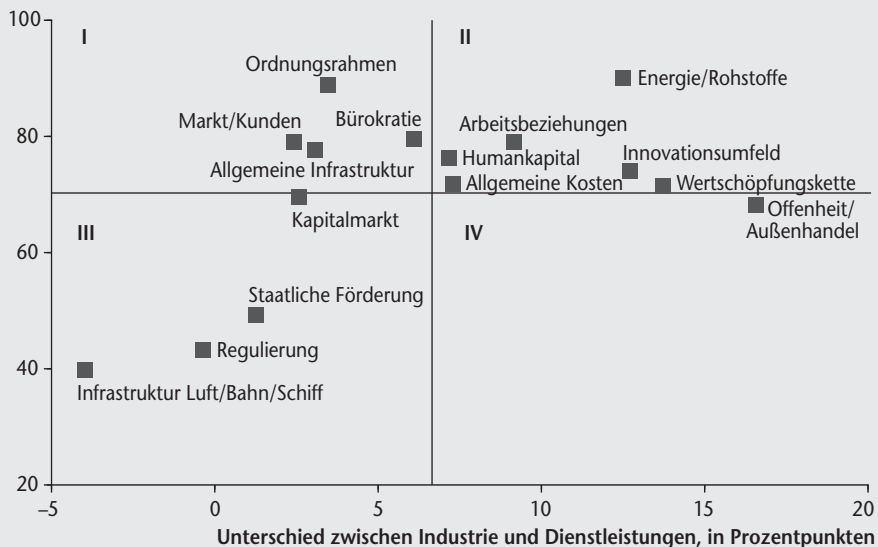 100
I
II
Ordnungsrahmen
Energie/Rohstoffe
Markt/Kunden
Bürokratie
Arbeitsbeziehungen
80
Humankapital
Innovationsumfeld
Allgemeine Infrastruktur
Allgemeine Kosten
Wertschöpfungskette
Kapitalmarkt
Offenheit/
Außenhandel
III
IV
60
Staatliche Förderung
Regulierung
40
Infrastruktur Luft/Bahn/Schiff
20
–5
0
5
10
15
20
Unterschied zwischen Industrie und Dienstleistungen, in Prozentpunkten